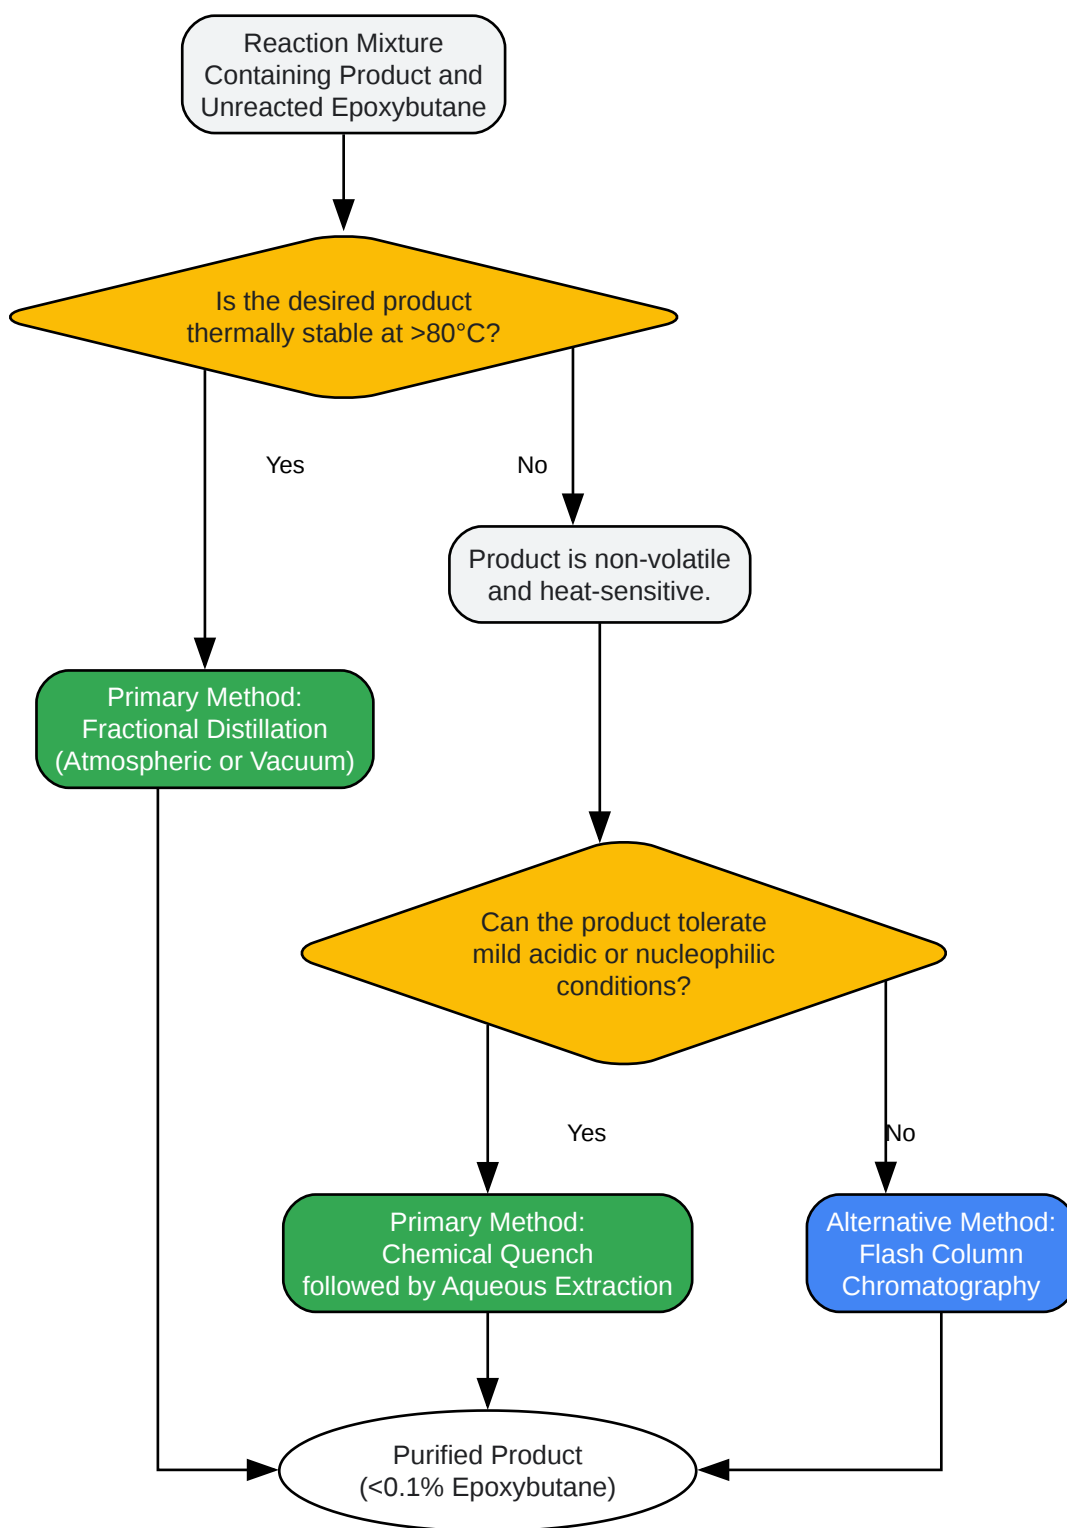 Reaction Mixture
Containing Product and
Unreacted Epoxybutane
Is the desired product
thermally stable at >80°C?
Yes
No
Product is non-volatile
and heat-sensitive.
Primary Method:
Fractional Distillation
(Atmospheric or Vacuum)
Can the product tolerate
mild acidic or nucleophilic
conditions?
Yes
No
Primary Method:
Chemical Quench
followed by Aqueous Extraction
Alternative Method:
Flash Column
Chromatography
Purified Product
(<0.1% Epoxybutane)